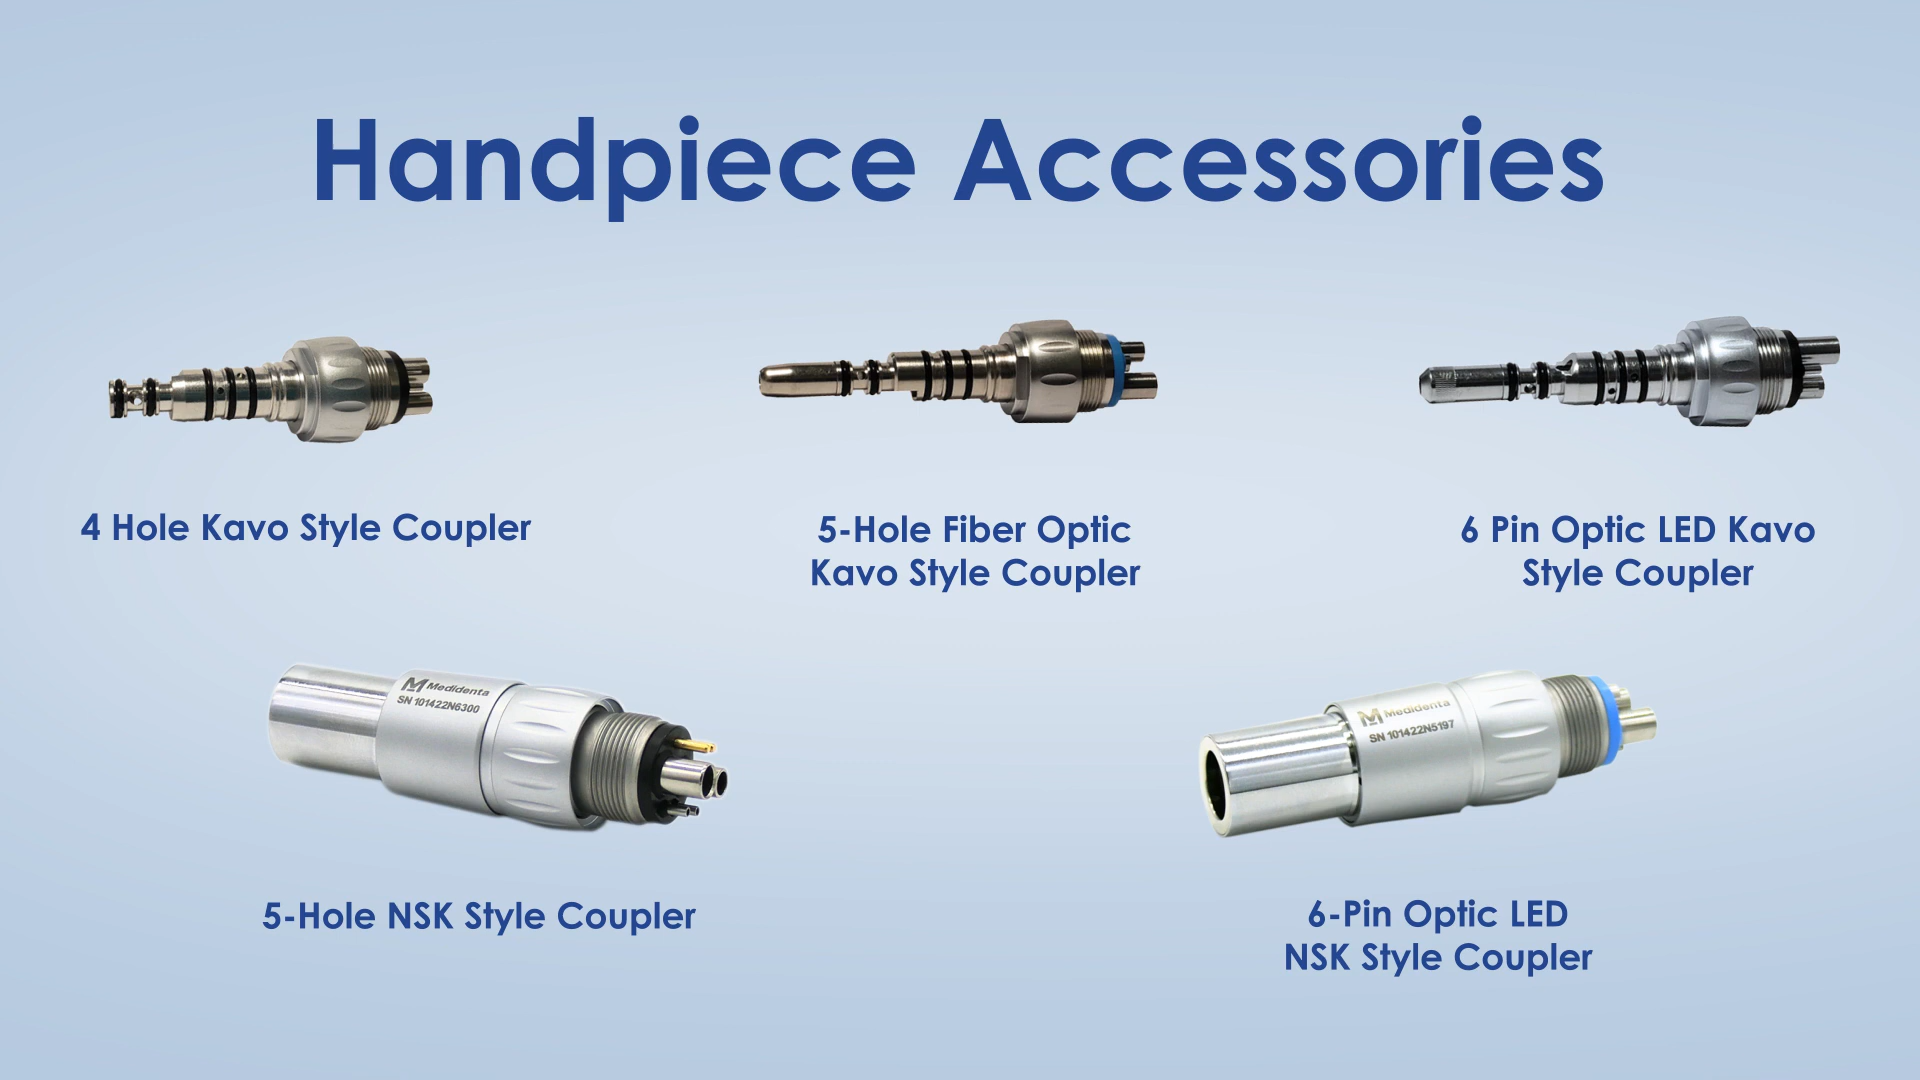 Handpiece Accessories
4 Hole Kavo Style Coupler
5-Hole Fiber Optic
Kavo Style Coupler
6 Pin Optic LED Kavo
Style Coupler
Medidenta
SN 101422N6300
Medidenta
SN 101422N5197
5-Hole NSK Style Coupler
6-Pin Optic LED
NSK Style Coupler